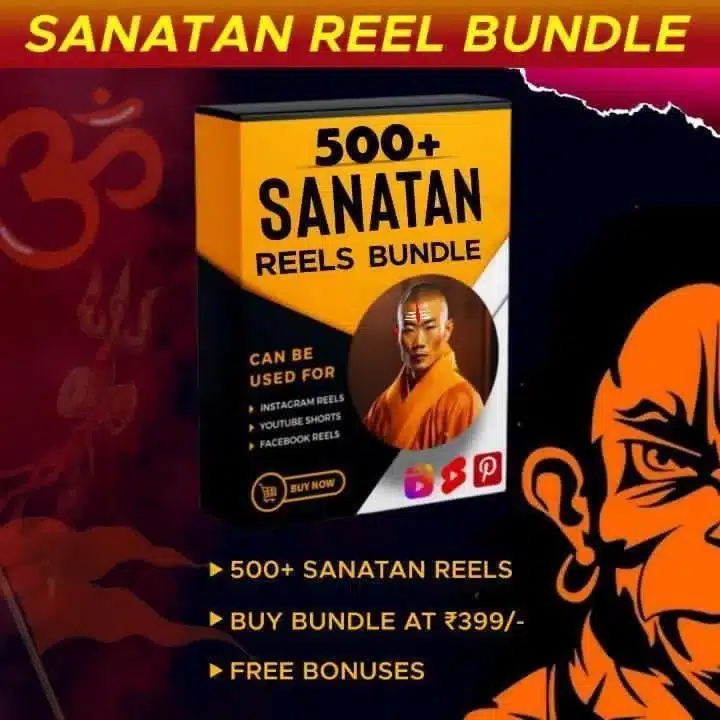 SANATAN REEL BUNDLE
500+
SANATAN
REELS BUNDLE
CAN BE
USED FOR
INSTAGRAM REELS
YOUTUBE SHORTS
FACEBOOK REELS
BUY NOW
500+ SANATAN REELS
BUY BUNDLE AT ₹399/-
FREE BONUSES